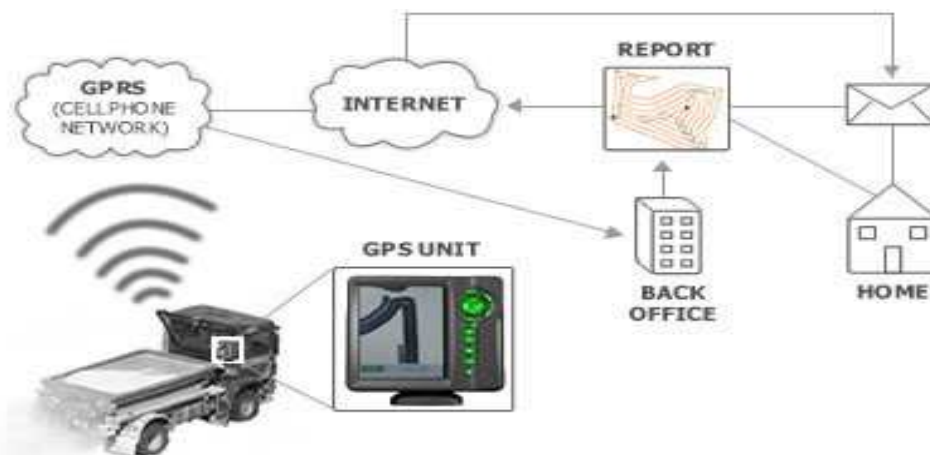 GPRS
(CELLPHONE
NETWORK)
INTERNET
REPORT
GPS UNIT
BACK
OFFICE
HOME